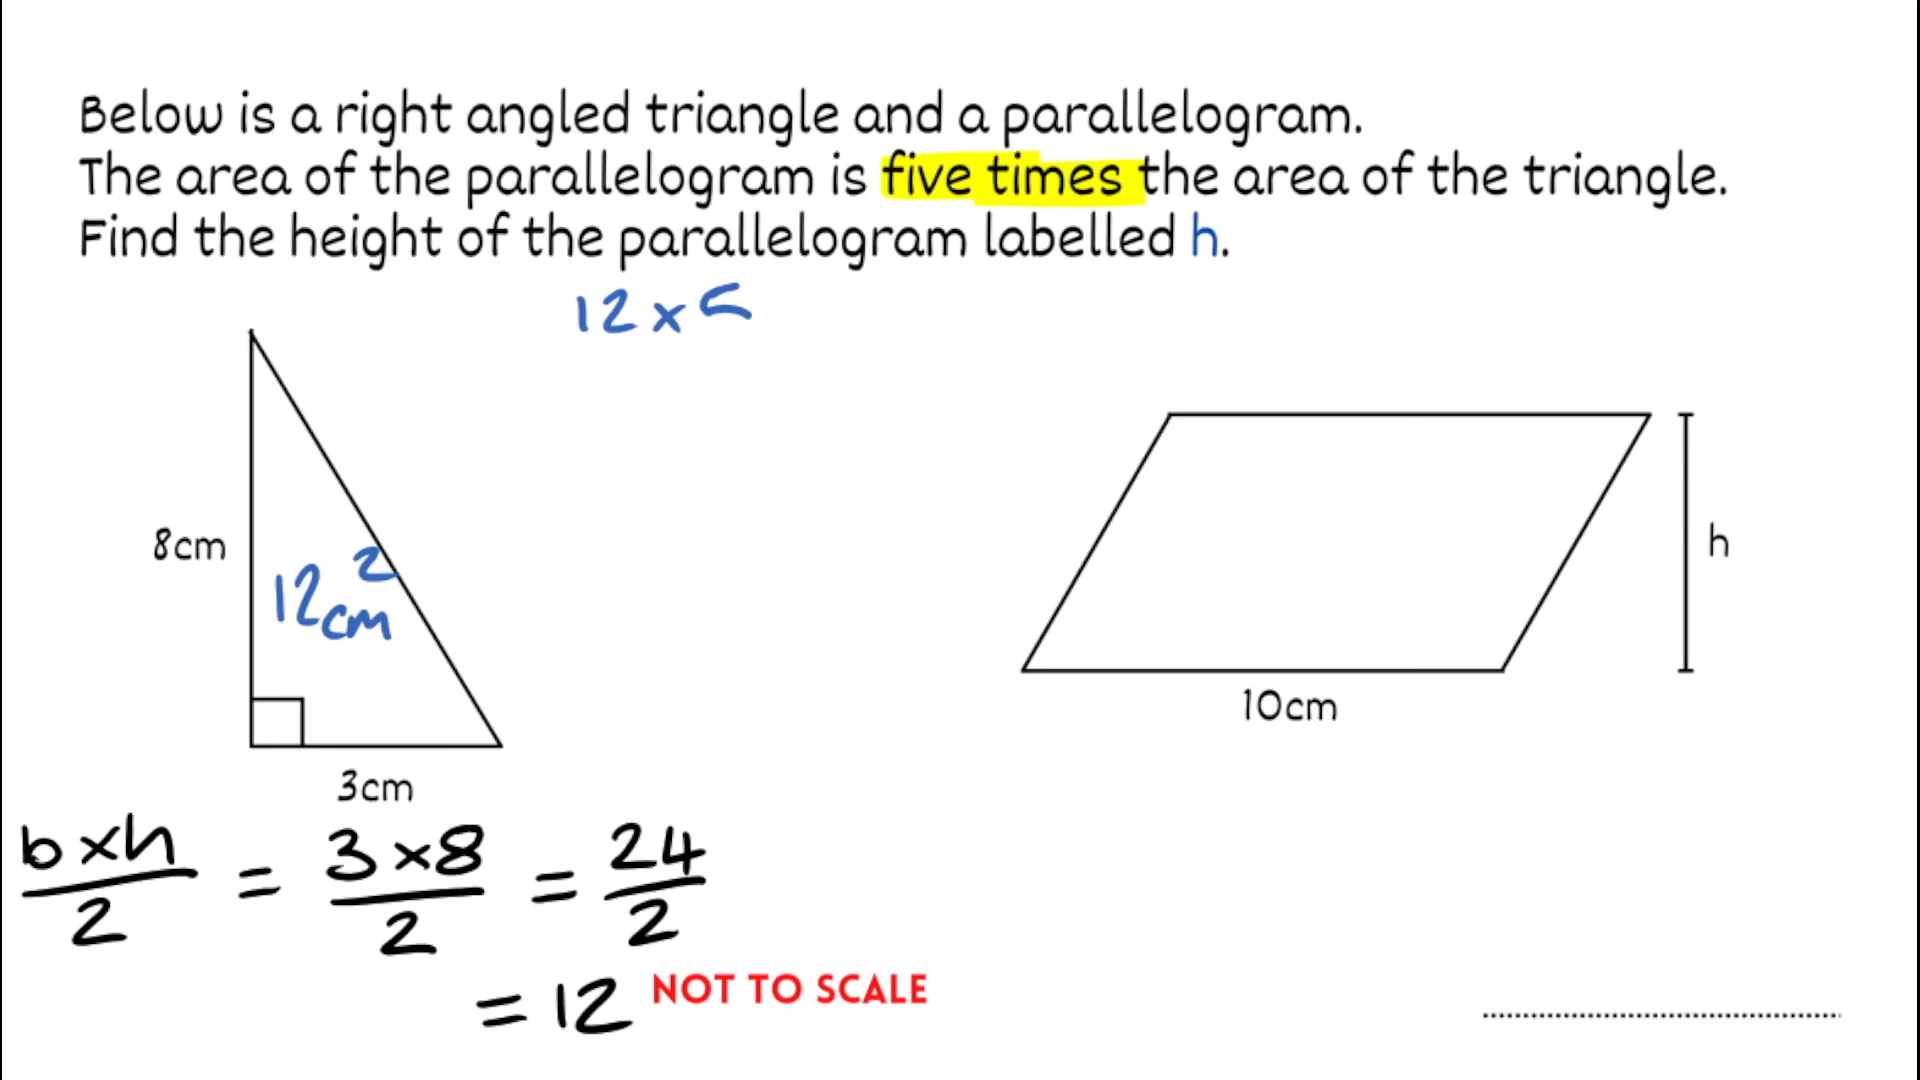 Below is a right angled triangle and a parallelogram.
The area of the parallelogram is five times the area of the triangle.
Find the height of the parallelogram labelled h.
12 x 5
8cm
12cm²
3cm
h
10cm
b x h / 2 = 3 x 8 / 2 = 24 / 2
= 12
NOT TO SCALE